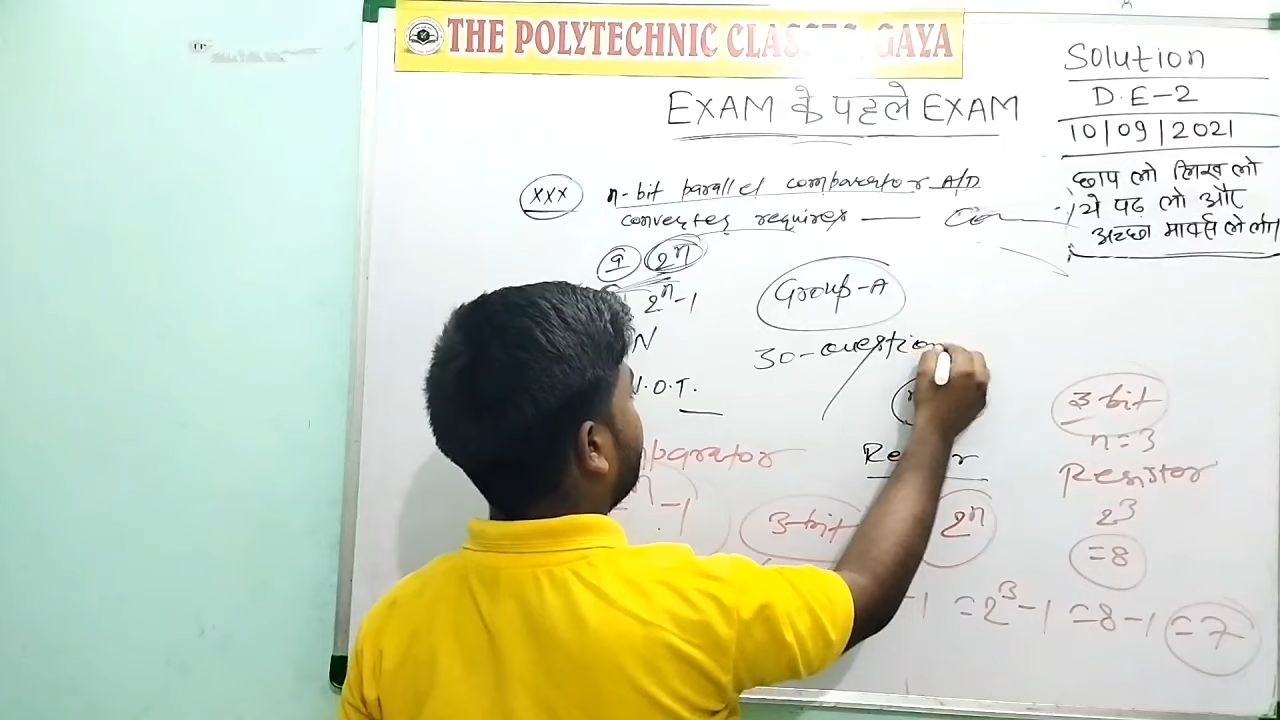 THE POLYTECHNIC CLASSES, GAYA
EXAM के पहले EXAM
Solution
D.E-2
10/09/2021
छाप लो लिख लो
ये पढ़ लो और
अच्छा मार्क्स ले लो
xxx n-bit parallel comparator A/D
converter requires —
a 2ⁿ
2ⁿ-1
N
.O.T.
Group-A
30-question
3-bit
n=3
Resistor
2³
=8
3-bit
2ⁿ
-1 =2³-1 =8-1 =7